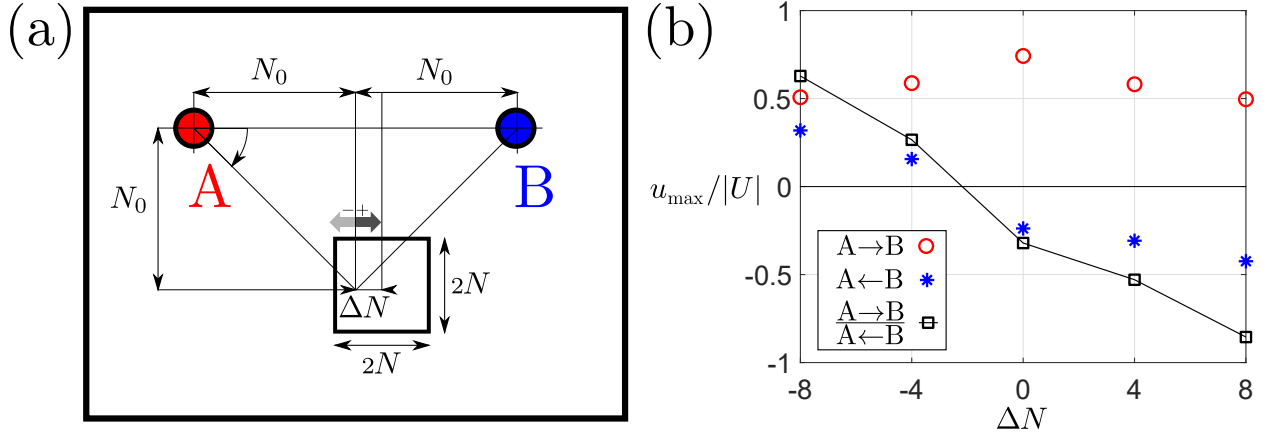 (a)
N₀
N₀
A
B
N₀
− +
ΔN
2N
2N
(b)
1
0.5
0
-0.5
-1
u_max/|U|
A→B
A←B
A→B
A←B
-8
-4
0
4
8
ΔN